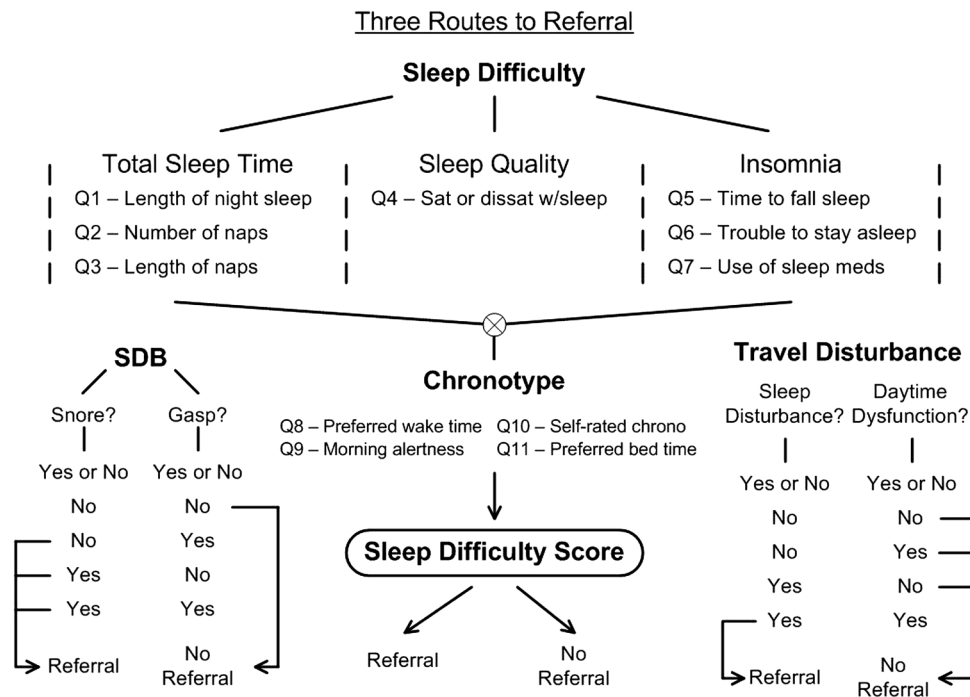 Three Routes to Referral
Sleep Difficulty
Total Sleep Time
Q1 – Length of night sleep
Q2 – Number of naps
Q3 – Length of naps
Sleep Quality
Q4 – Sat or dissat w/sleep
Insomnia
Q5 – Time to fall sleep
Q6 – Trouble to stay asleep
Q7 – Use of sleep meds
SDB
Snore?
Gasp?
Yes or No
Yes or No
No
No
No
Yes
Yes
No
Yes
Yes
Referral
No
Referral
Chronotype
Q8 – Preferred wake time
Q10 – Self-rated chrono
Q9 – Morning alertness
Q11 – Preferred bed time
Sleep Difficulty Score
Referral
No
Referral
Travel Disturbance
Sleep
Disturbance?
Daytime
Dysfunction?
Yes or No
Yes or No
No
No
No
Yes
Yes
No
Yes
Yes
Referral
No
Referral